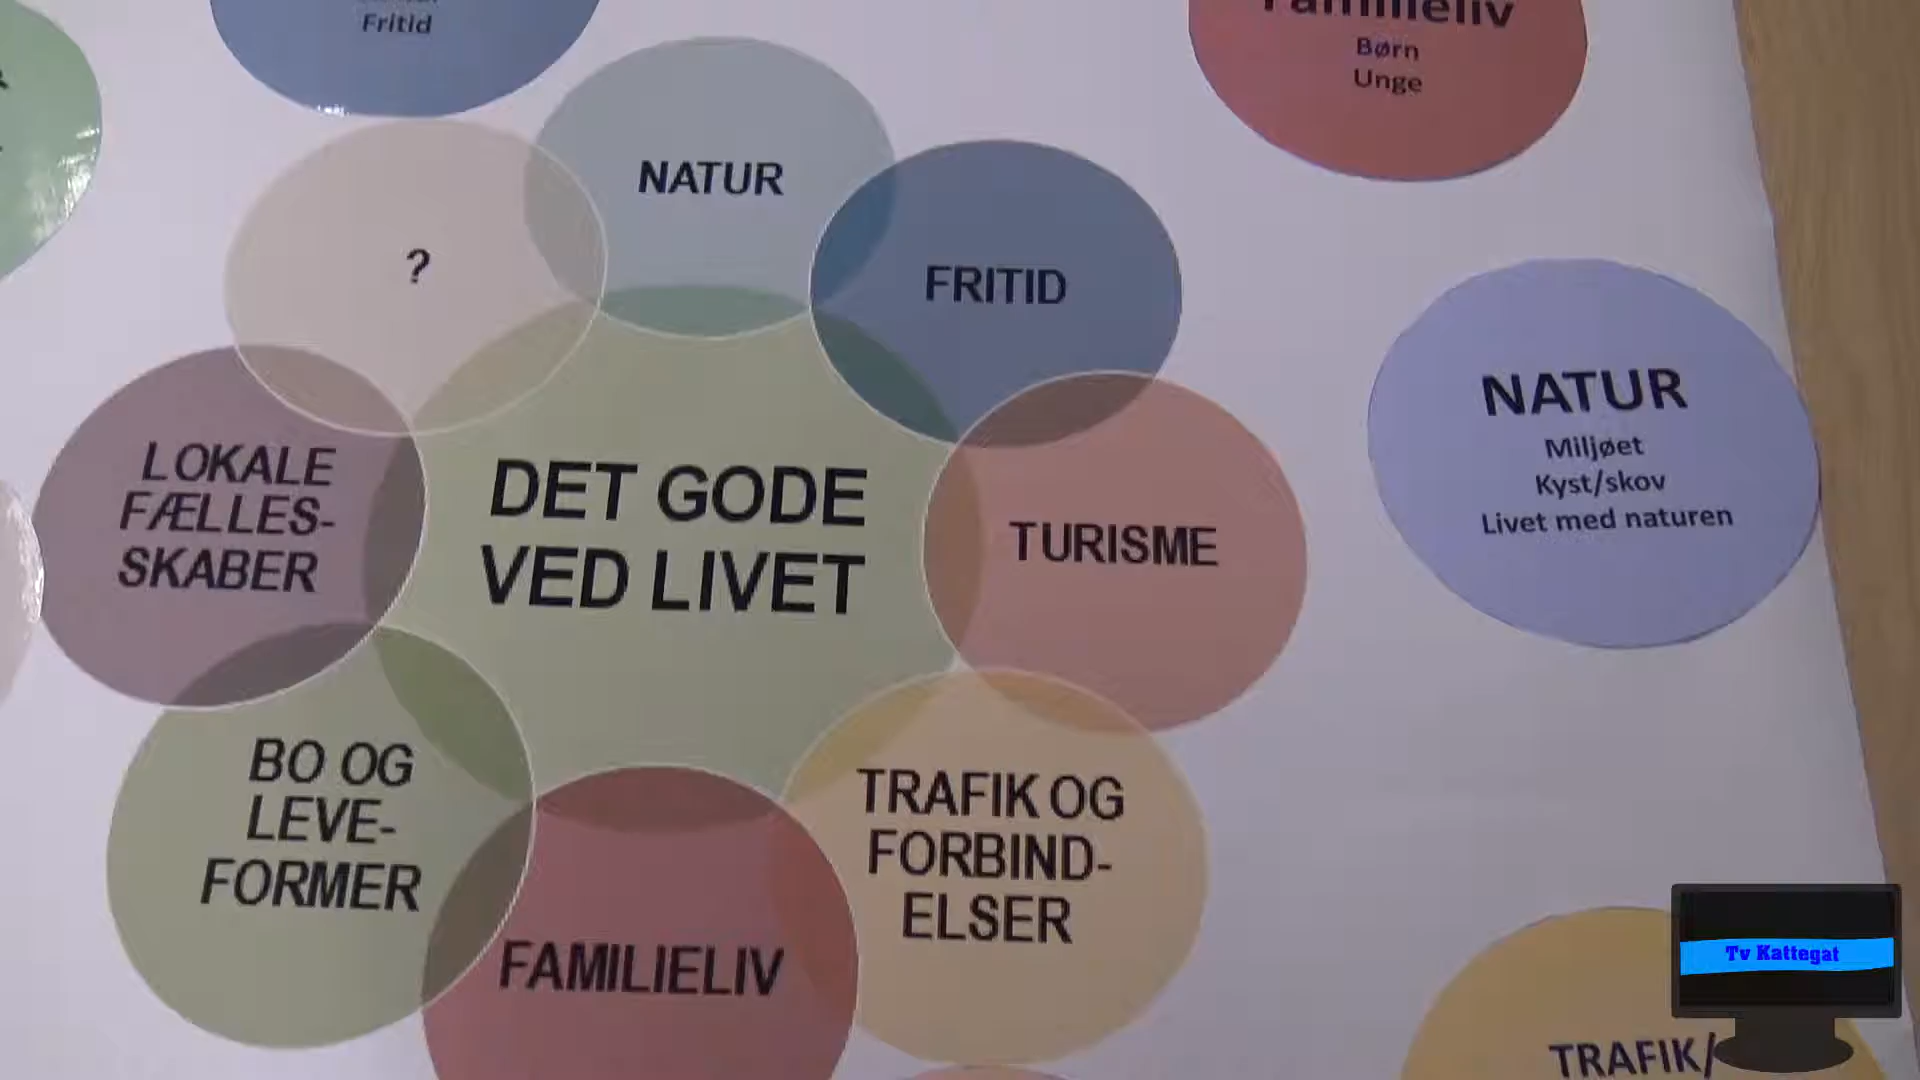 Fritid
Familieliv
Børn
Unge
NATUR
?
FRITID
LOKALE
FÆLLES-
SKABER
DET GODE
VED LIVET
TURISME
NATUR
Miljøet
Kyst/skov
Livet med naturen
BO OG
LEVE-
FORMER
TRAFIK OG
FORBIND-
ELSER
FAMILIELIV
TRAFIK/
Tv Kattegat